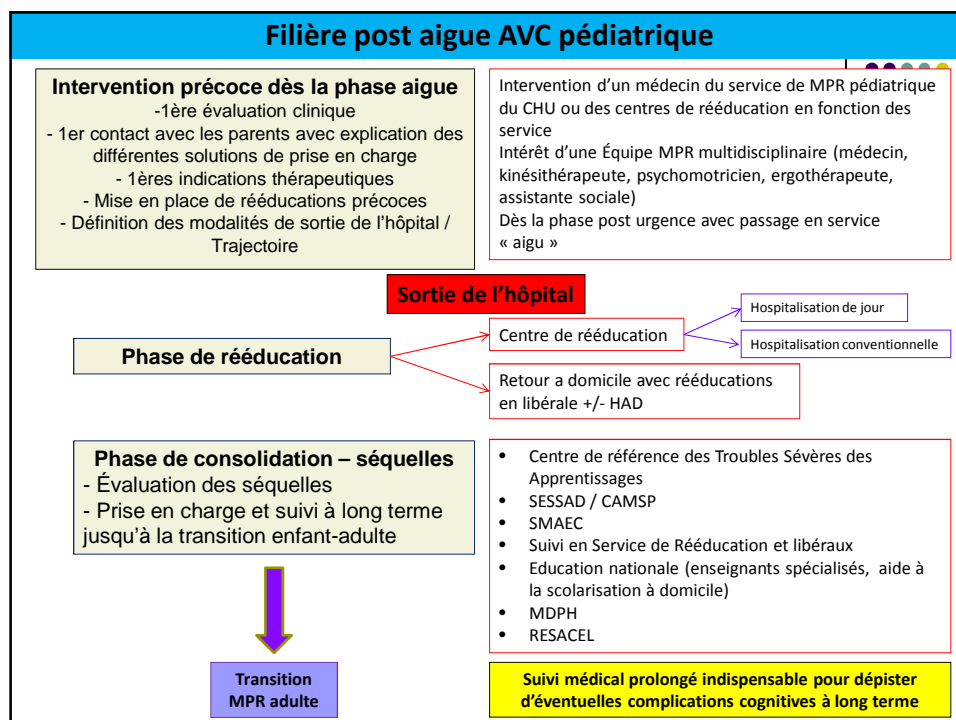 Filière post aigue AVC pédiatrique
Intervention précoce dès la phase aigue
-1ère évaluation clinique
- 1er contact avec les parents avec explication des
différentes solutions de prise en charge
- 1ères indications thérapeutiques
- Mise en place de rééducations précoces
- Définition des modalités de sortie de l’hôpital /
Trajectoire
Intervention d’un médecin du service de MPR pédiatrique
du CHU ou des centres de rééducation en fonction des
service
Intérêt d’une Équipe MPR multidisciplinaire (médecin,
kinésithérapeute, psychomotricien, ergothérapeute,
assistante sociale)
Dès la phase post urgence avec passage en service
« aigu »
Sortie de l’hôpital
Phase de rééducation
Centre de rééducation
Hospitalisation de jour
Hospitalisation conventionnelle
Retour a domicile avec rééducations
en libérale +/- HAD
Phase de consolidation – séquelles
- Évaluation des séquelles
- Prise en charge et suivi à long terme
jusqu’à la transition enfant-adulte
• Centre de référence des Troubles Sévères des
Apprentissages
• SESSAD / CAMSP
• SMAEC
• Suivi en Service de Rééducation et libéraux
• Education nationale (enseignants spécialisés, aide à
la scolarisation à domicile)
• MDPH
• RESACEL
Transition
MPR adulte
Suivi médical prolongé indispensable pour dépister
d’éventuelles complications cognitives à long terme